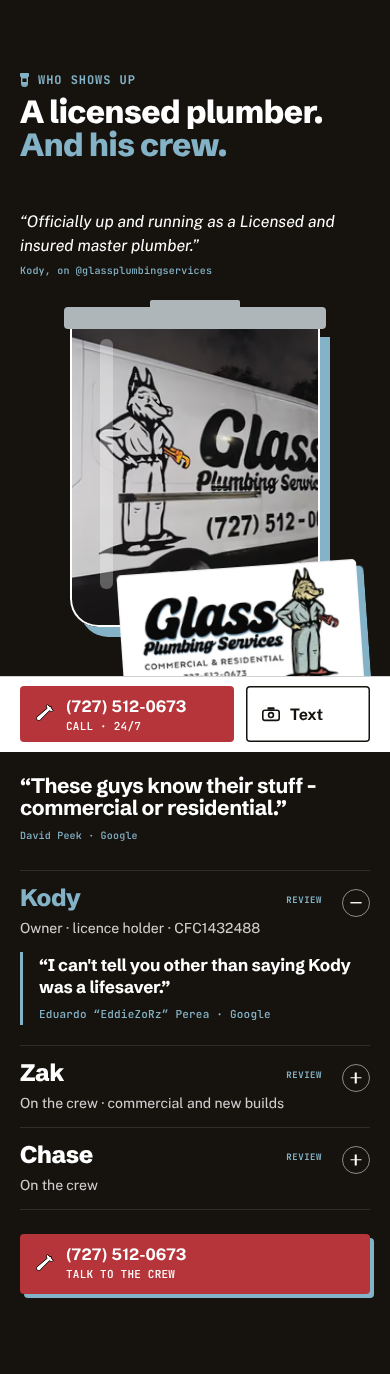 WHO SHOWS UP
A licensed plumber.
And his crew.
“Officially up and running as a Licensed and
insured master plumber.”
Kody, on @glassplumbingservices
Glass
Plumbing Servic
(727) 512-0
Glass
Plumbing Services
COMMERCIAL & RESIDENTIAL
727-512-0673
(727) 512-0673
CALL · 24/7
Text
“These guys know their stuff -
commercial or residential.”
David Peek · Google
Kody
REVIEW
Owner · licence holder · CFC1432488
“I can't tell you other than saying Kody
was a lifesaver.”
Eduardo “EddieZoRz” Perea · Google
Zak
REVIEW
On the crew · commercial and new builds
Chase
REVIEW
On the crew
(727) 512-0673
TALK TO THE CREW